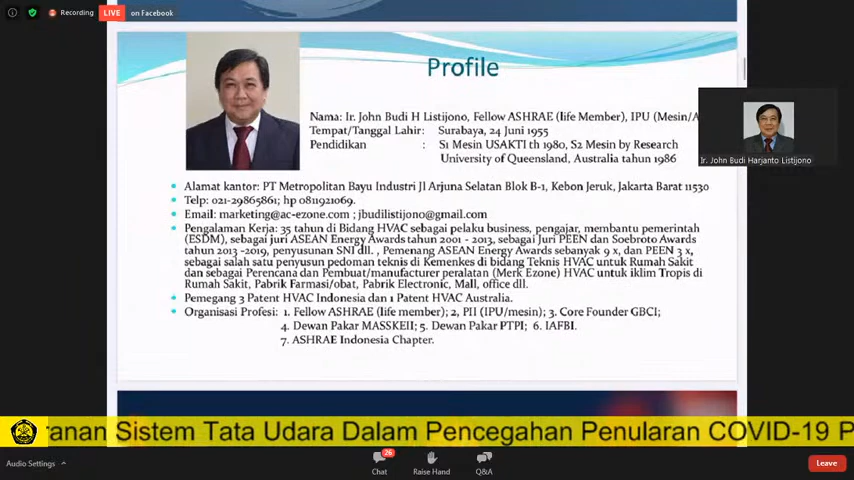 Recording
LIVE
on Facebook
Profile
Nama: Ir. John Budi H Listijono, Fellow ASHRAE (life Member), IPU (Mesin/A
Tempat/Tanggal Lahir: Surabaya, 24 Juni 1955
Pendidikan : S1 Mesin USAKTI th 1980, S2 Mesin by Research
University of Queensland, Australia tahun 1986
Ir. John Budi Harjanto Listijono
Alamat kantor: PT Metropolitan Bayu Industri Jl Arjuna Selatan Blok B-1, Kebon Jeruk, Jakarta Barat 11530
Telp: 021-29865861; hp 0811921069.
Email: marketing@ac-ezone.com ; jbudilistijono@gmail.com
Pengalaman Kerja: 35 tahun di Bidang HVAC sebagai pelaku business, pengajar, membantu pemerintah
(ESDM), sebagai juri ASEAN Energy Awards tahun 2001 - 2013, sebagai Juri PEEN dan Soebroto Awards
tahun 2013 -2019, penyusunan SNI dll. , Pemenang ASEAN Energy Awards sebanyak 9 x, dan PEEN 3 x,
sebagai salah satu penyusun pedoman teknis di Kemenkes di bidang Teknis HVAC untuk Rumah Sakit
dan sebagai Perencana dan Pembuat/manufacturer peralatan (Merk Ezone) HVAC untuk iklim Tropis di
Rumah Sakit, Pabrik Farmasi/obat, Pabrik Electronic, Mall, office dll.
Pemegang 3 Patent HVAC Indonesia dan 1 Patent HVAC Australia.
Organisasi Profesi: 1. Fellow ASHRAE (life member); 2, PII (IPU/mesin); 3. Core Founder GBCI;
4. Dewan Pakar MASSKEII; 5. Dewan Pakar PTPI; 6. IAFBI.
7. ASHRAE Indonesia Chapter.
ranan Sistem Tata Udara Dalam Pencegahan Penularan COVID-19 P
Audio Settings
26
Chat
Raise Hand
Q&A
Leave